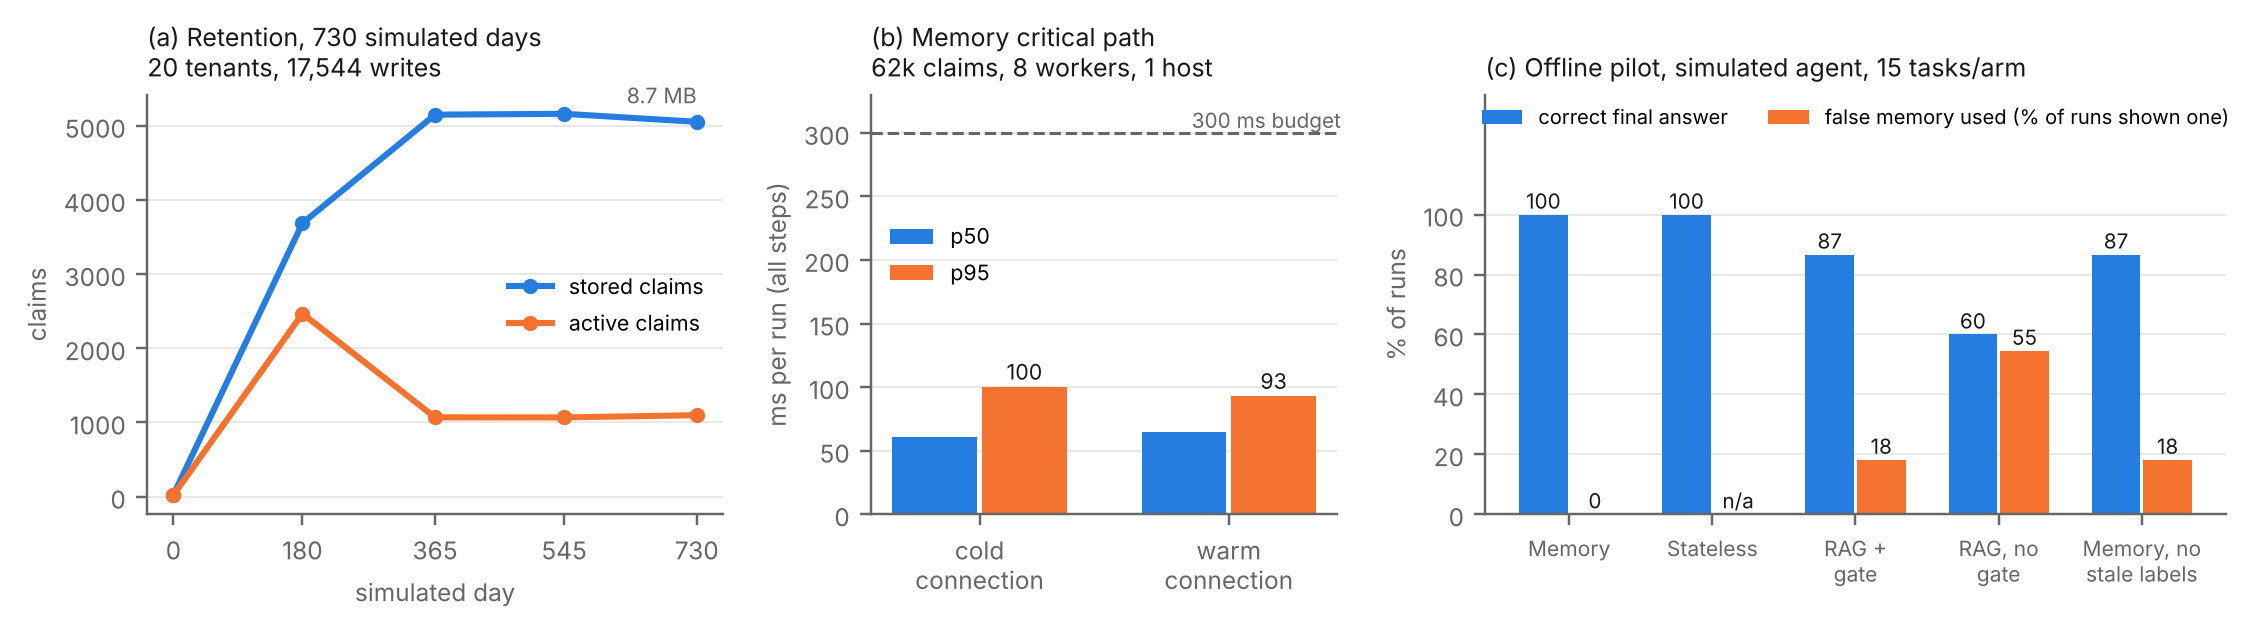 (a) Retention, 730 simulated days
20 tenants, 17,544 writes
8.7 MB
5000
4000
3000
2000
1000
0
claims
stored claims
active claims
0
180
365
545
730
simulated day
(b) Memory critical path
62k claims, 8 workers, 1 host
300 ms budget
300
250
200
150
100
50
0
ms per run (all steps)
p50
p95
100
93
cold
connection
warm
connection
(c) Offline pilot, simulated agent, 15 tasks/arm
correct final answer
false memory used (% of runs shown one)
100
80
60
40
20
0
% of runs
100
0
100
n/a
87
18
60
55
87
18
Memory
Stateless
RAG +
gate
RAG, no
gate
Memory, no
stale labels